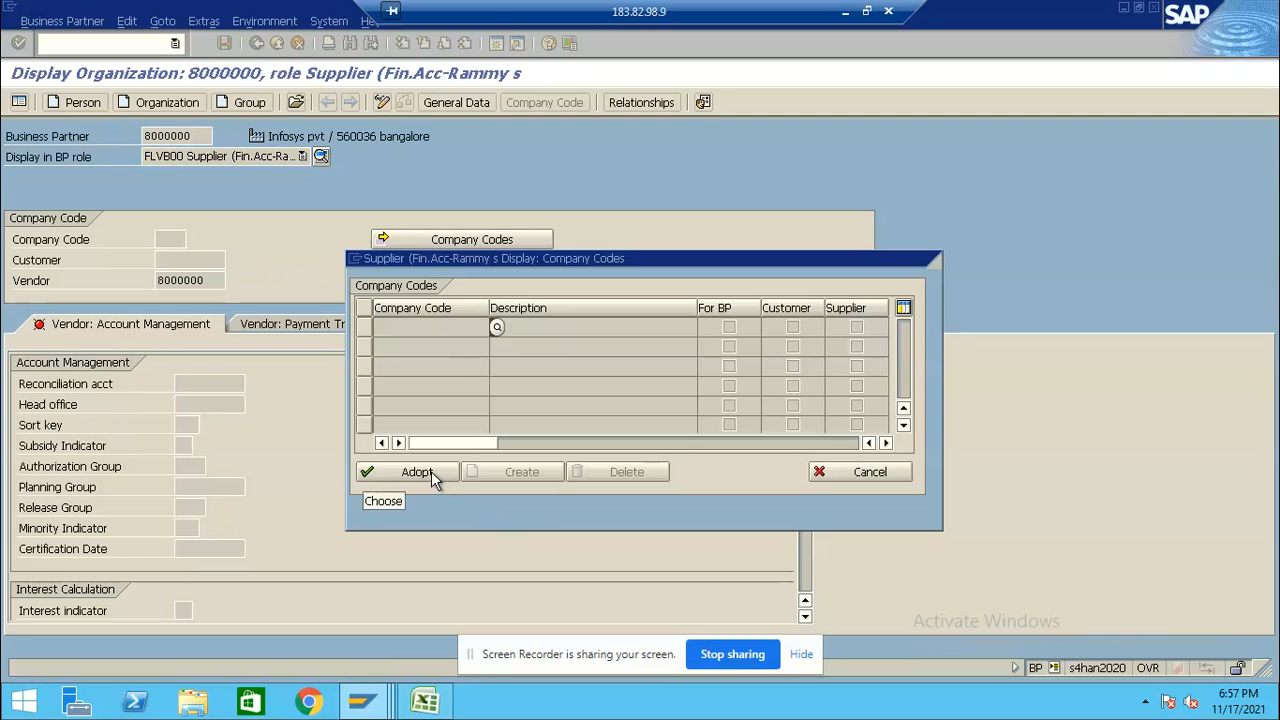 183.82.98.9
Business Partner Edit Goto Extras Environment System Help
SAP
Display Organization: 8000000, role Supplier (Fin.Acc-Rammy s
Person Organization Group General Data Company Code Relationships
Business Partner 8000000 Infosys pvt / 560036 bangalore
Display in BP role FLVB00 Supplier (Fin.Acc-Ra...
Company Code
Company Code Company Codes
Customer
Vendor 8000000
Supplier (Fin.Acc-Rammy s Display: Company Codes
Company Codes
Company Code Description For BP Customer Supplier
Adopt Create Delete Cancel
Choose
Vendor: Account Management Vendor: Payment Tr
Account Management
Reconciliation acct
Head office
Sort key
Subsidy Indicator
Authorization Group
Planning Group
Release Group
Minority Indicator
Certification Date
Interest Calculation
Interest indicator
Activate Windows
Screen Recorder is sharing your screen. Stop sharing Hide
BP s4han2020 OVR
6:57 PM
11/17/2021